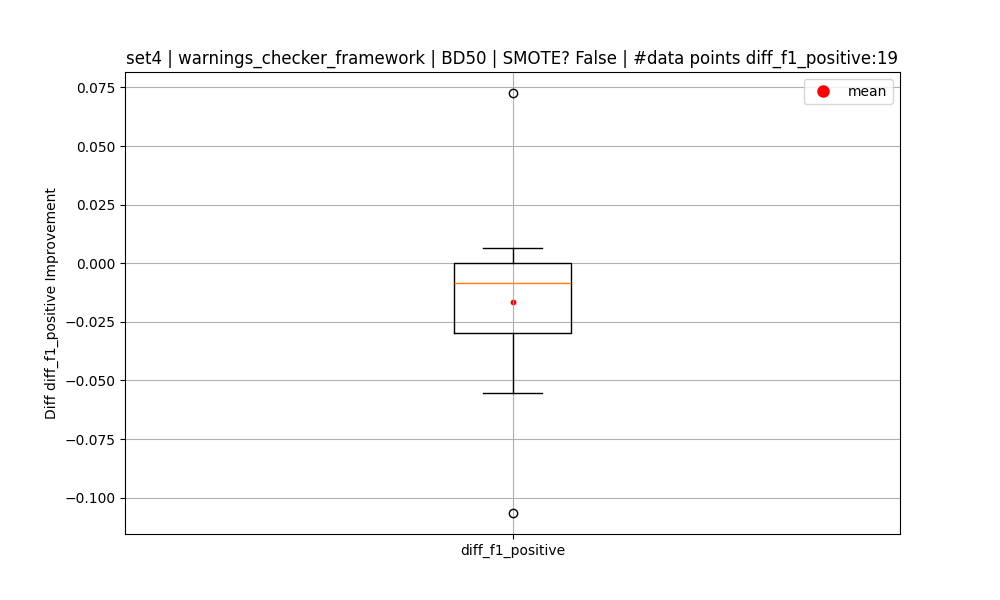 set4 | warnings_checker_framework | BD50 | SMOTE? False | #data points diff_f1_positive:19
mean
Diff diff_f1_positive Improvement
0.075
0.050
0.025
0.000
−0.025
−0.050
−0.075
−0.100
diff_f1_positive